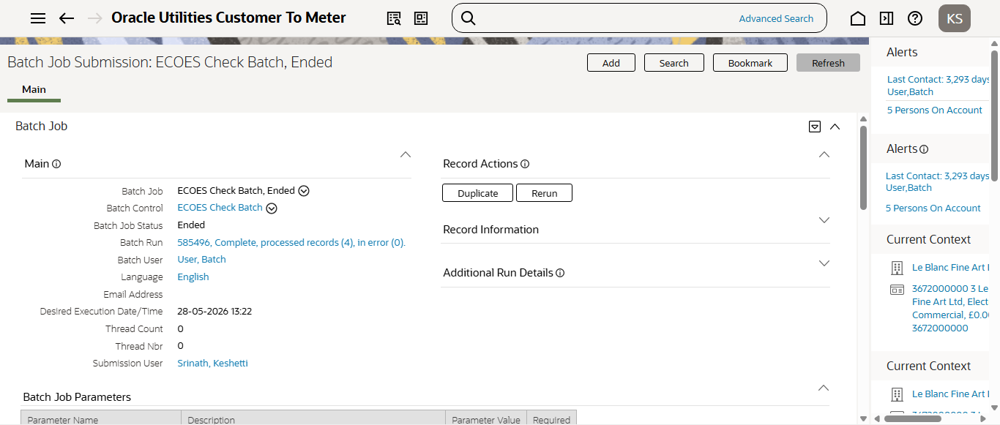 Oracle Utilities Customer To Meter
Advanced Search
KS
Batch Job Submission: ECOES Check Batch, Ended
Add
Search
Bookmark
Refresh
Main
Batch Job
Main
Batch Job ECOES Check Batch, Ended
Batch Control ECOES Check Batch
Batch Job Status Ended
Batch Run 585496, Complete, processed records (4), in error (0).
Batch User User, Batch
Language English
Email Address
Desired Execution Date/Time 28-05-2026 13:22
Thread Count 0
Thread Nbr 0
Submission User Srinath, Keshetti
Record Actions
Duplicate
Rerun
Record Information
Additional Run Details
Batch Job Parameters
Parameter Name Description Parameter Value Required
Alerts
Last Contact: 3,293 days
User,Batch
5 Persons On Account
Alerts
Last Contact: 3,293 days
User,Batch
5 Persons On Account
Current Context
Le Blanc Fine Art
3672000000 3 Le
Fine Art Ltd, Elect
Commercial, £0.00
3672000000
Current Context
Le Blanc Fine Art